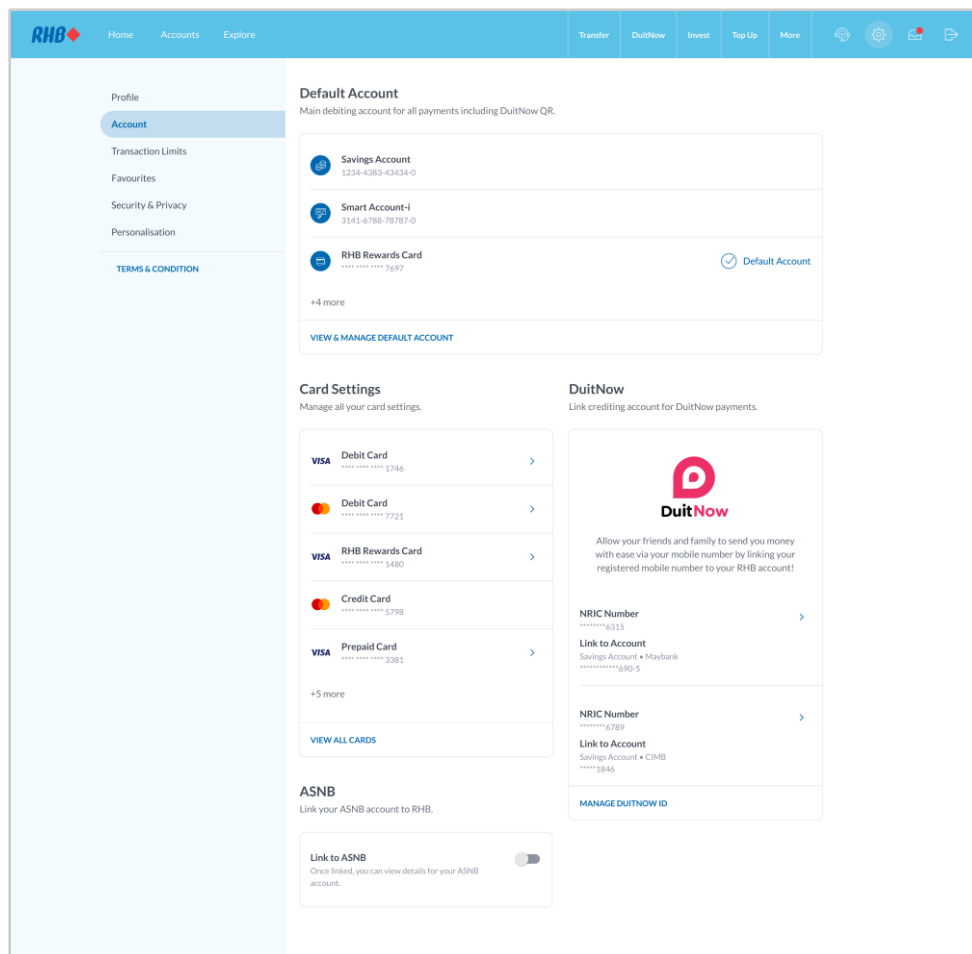 RHB
Home
Accounts
Explore
Transfer
DuitNow
Invest
Top Up
More
Profile
Account
Transaction Limits
Favourites
Security & Privacy
Personalisation
TERMS & CONDITION
Default Account
Main debiting account for all payments including DuitNow QR.
Savings Account
1234-4383-43434-0
Smart Account-i
3141-6788-78787-0
RHB Rewards Card
**** **** **** 7697
Default Account
+4 more
VIEW & MANAGE DEFAULT ACCOUNT
Card Settings
Manage all your card settings.
VISA
Debit Card
**** **** **** 1746
Debit Card
**** **** **** 7721
VISA
RHB Rewards Card
**** **** **** 1480
Credit Card
**** **** **** 5798
VISA
Prepaid Card
**** **** **** 3381
+5 more
VIEW ALL CARDS
DuitNow
Link crediting account for DuitNow payments.
DuitNow
Allow your friends and family to send you money
with ease via your mobile number by linking your
registered mobile number to your RHB account!
NRIC Number
********6315
Link to Account
Savings Account • Maybank
************690-5
NRIC Number
********6789
Link to Account
Savings Account • CIMB
*****1846
MANAGE DUITNOW ID
ASNB
Link your ASNB account to RHB.
Link to ASNB
Once linked, you can view details for your ASNB
account.